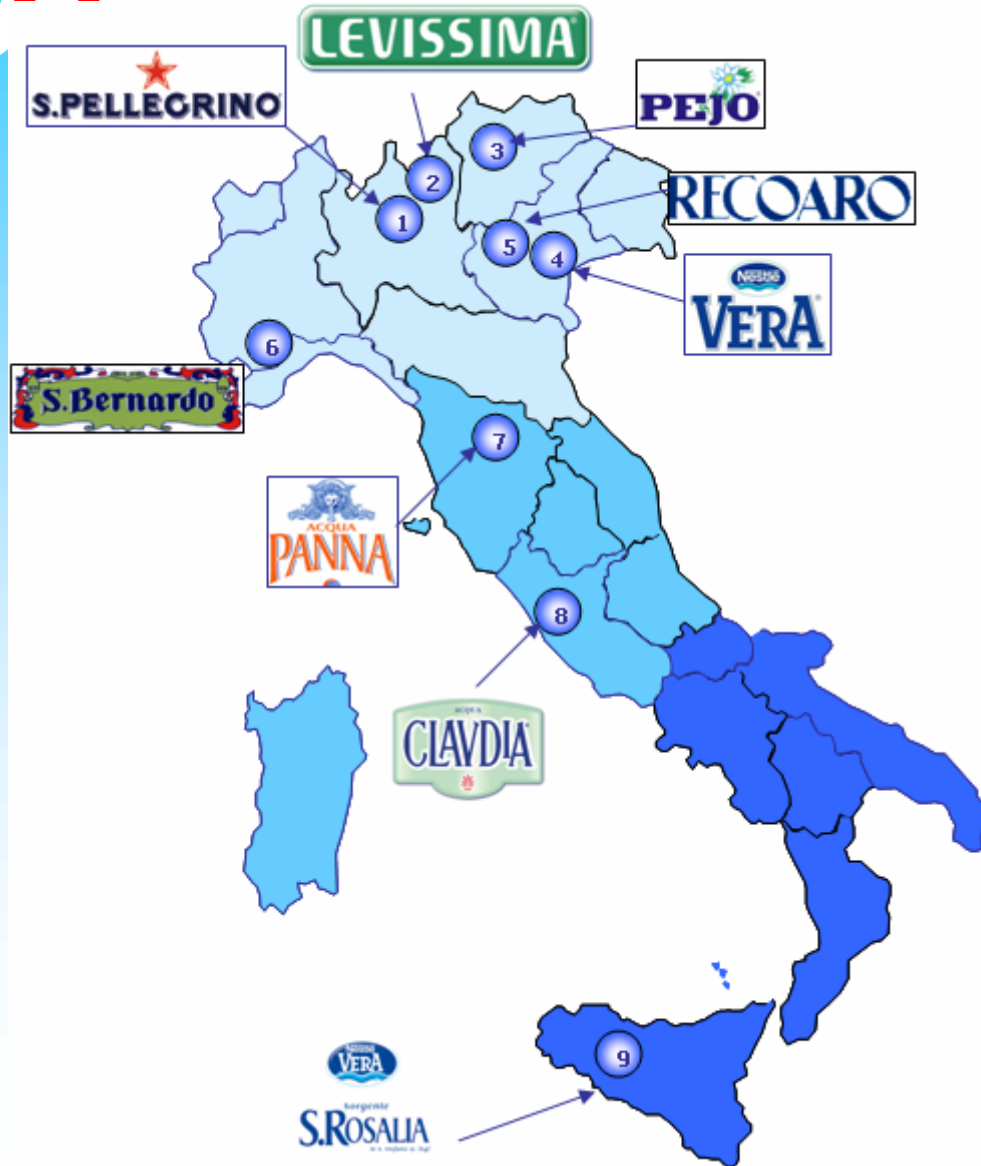 LEVISSIMA
S.PELLEGRINO
PEJO
3
2
RECOARO
1
5
4
Nestlé
VERA
6
S.Bernardo
7
ACQUA
PANNA
8
ACQUA
CLAVDIA
9
Nestlé
VERA
sorgente
S.ROSALIA